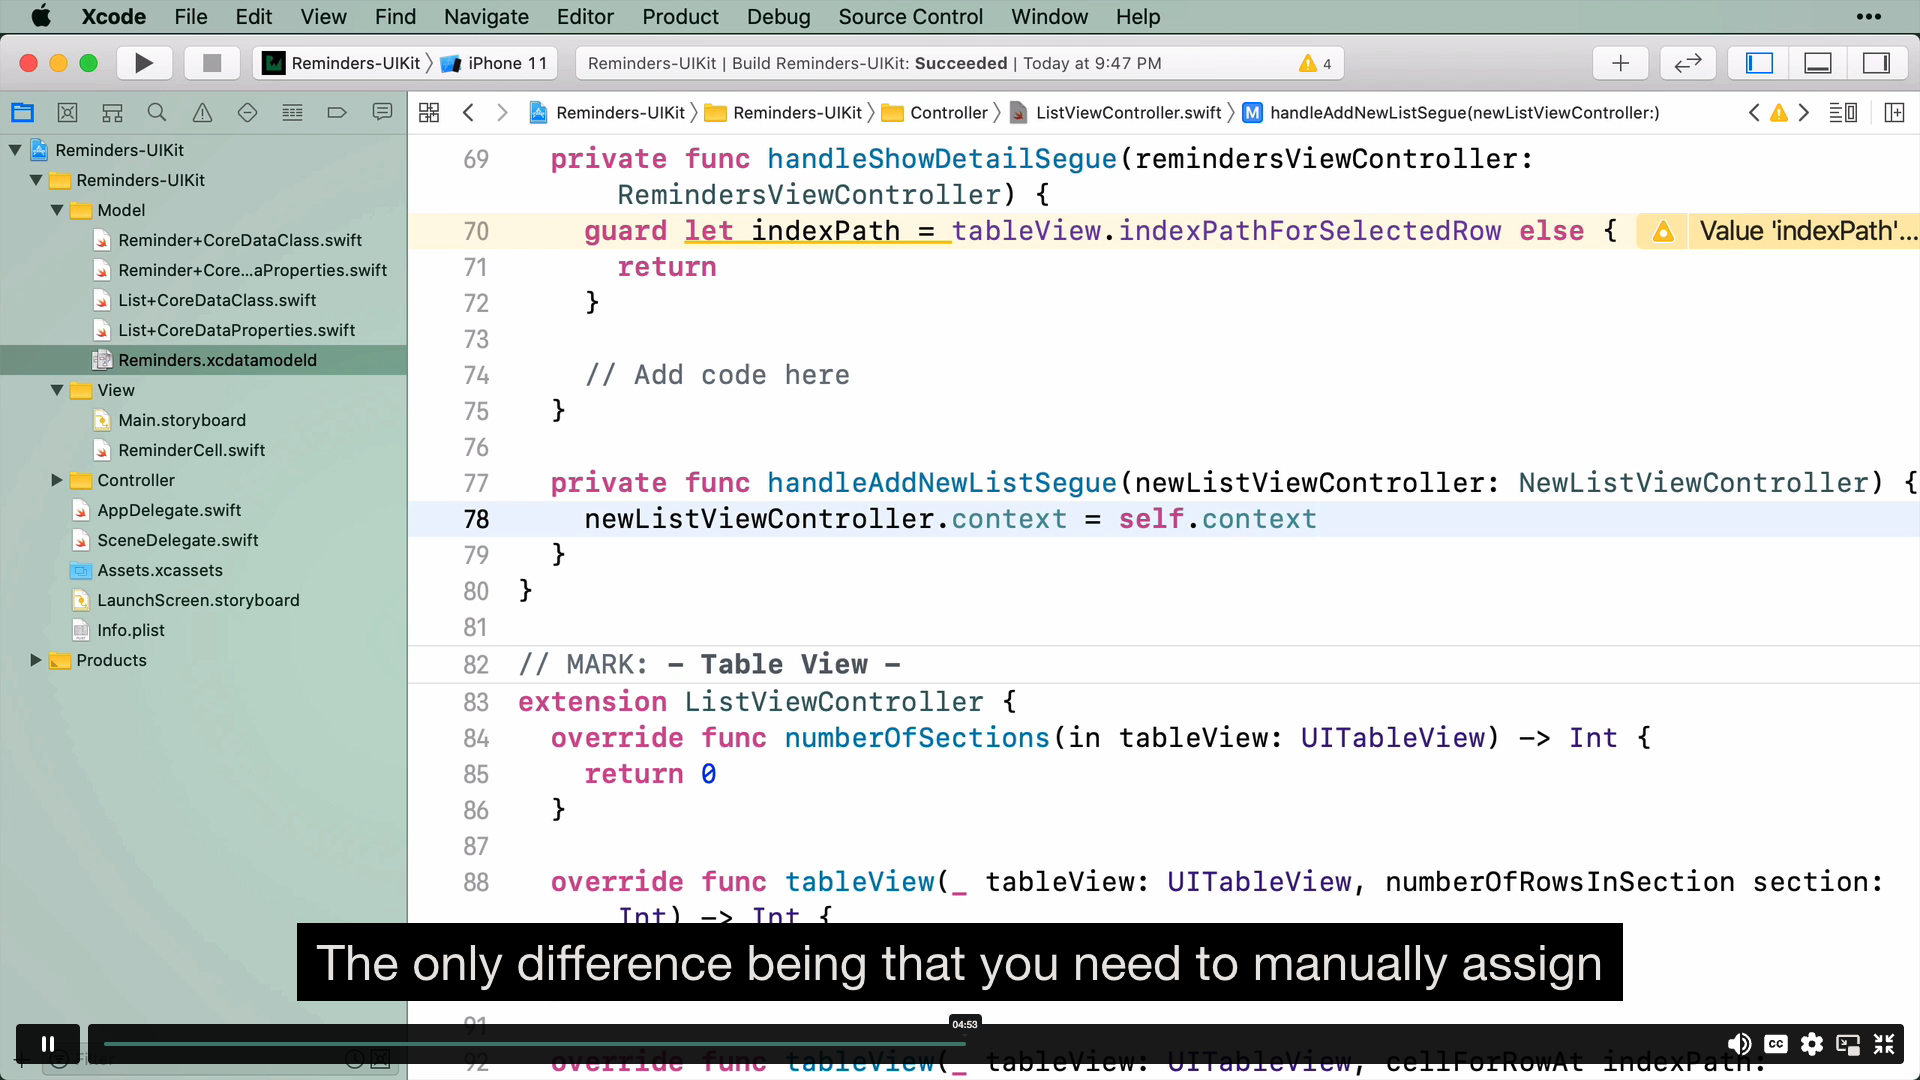 Xcode File Edit View Find Navigate Editor Product Debug Source Control Window Help
Reminders-UIKit iPhone 11 Reminders-UIKit | Build Reminders-UIKit: Succeeded | Today at 9:47 PM 4
Reminders-UIKit Reminders-UIKit Controller ListViewController.swift M handleAddNewListSegue(newListViewController:)
Reminders-UIKit
Reminders-UIKit
Model
Reminder+CoreDataClass.swift
Reminder+Core...aProperties.swift
List+CoreDataClass.swift
List+CoreDataProperties.swift
Reminders.xcdatamodeld
View
Main.storyboard
ReminderCell.swift
Controller
AppDelegate.swift
SceneDelegate.swift
Assets.xcassets
LaunchScreen.storyboard
Info.plist
Products
69 private func handleShowDetailSegue(remindersViewController:
RemindersViewController) {
70 guard let indexPath = tableView.indexPathForSelectedRow else { Value 'indexPath'...
71 return
72 }
73
74 // Add code here
75 }
76
77 private func handleAddNewListSegue(newListViewController: NewListViewController) {
78 newListViewController.context = self.context
79 }
80 }
81
82 // MARK: - Table View -
83 extension ListViewController {
84 override func numberOfSections(in tableView: UITableView) -> Int {
85 return 0
86 }
87
88 override func tableView(_ tableView: UITableView, numberOfRowsInSection section:
Int) -> Int {
The only difference being that you need to manually assign
91
04:53
CC
Filter
92 override func tableView(_ tableView: UITableView, cellForRowAt indexPath: